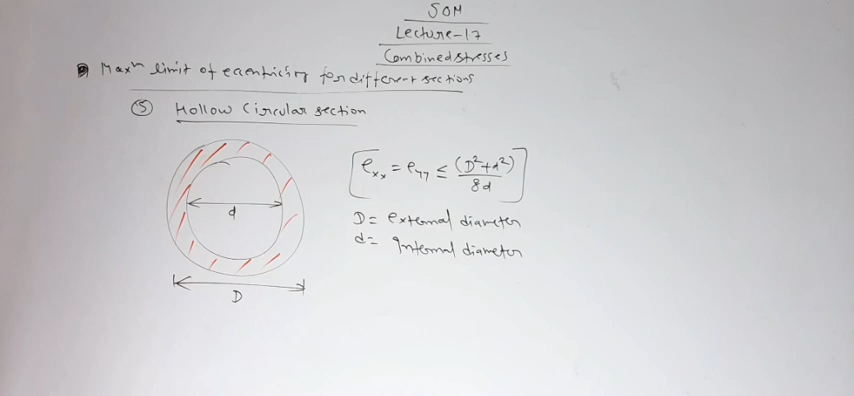 SOM
Lecture-17
Combined stresses
Maxm limit of eccentricity for different sections
(5) Hollow Circular section
exx = eyy ≤ (D²+d²)/8d
D= external diameter
d= Internal diameter
d
D